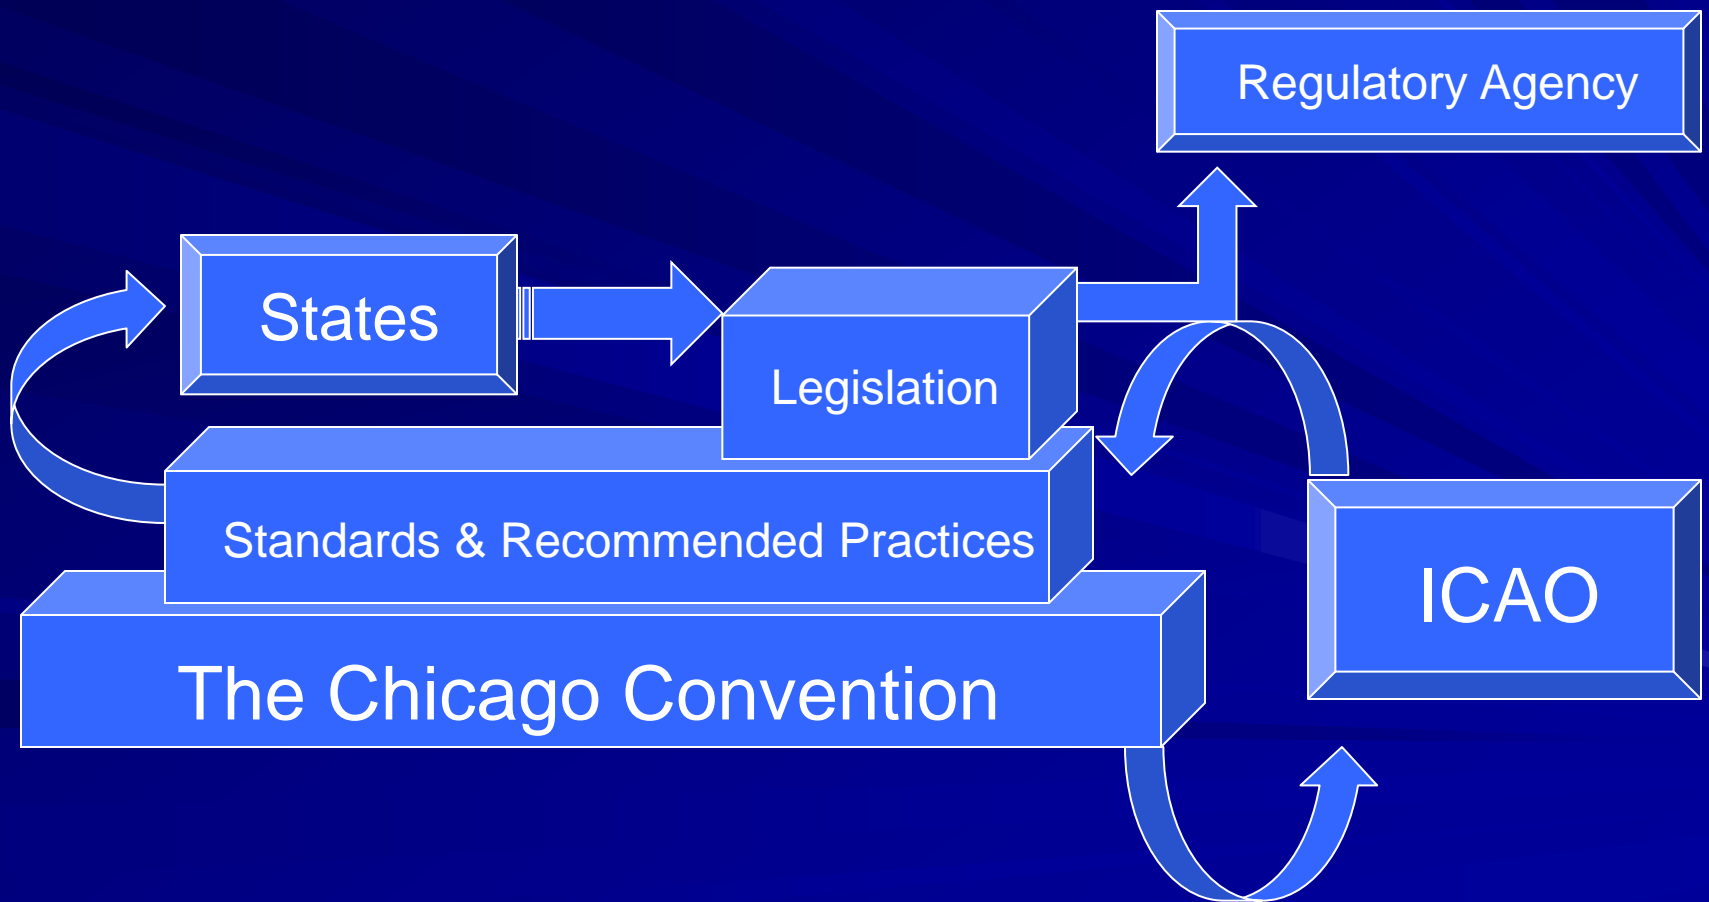 Regulatory Agency
States
Legislation
Standards & Recommended Practices
ICAO
The Chicago Convention